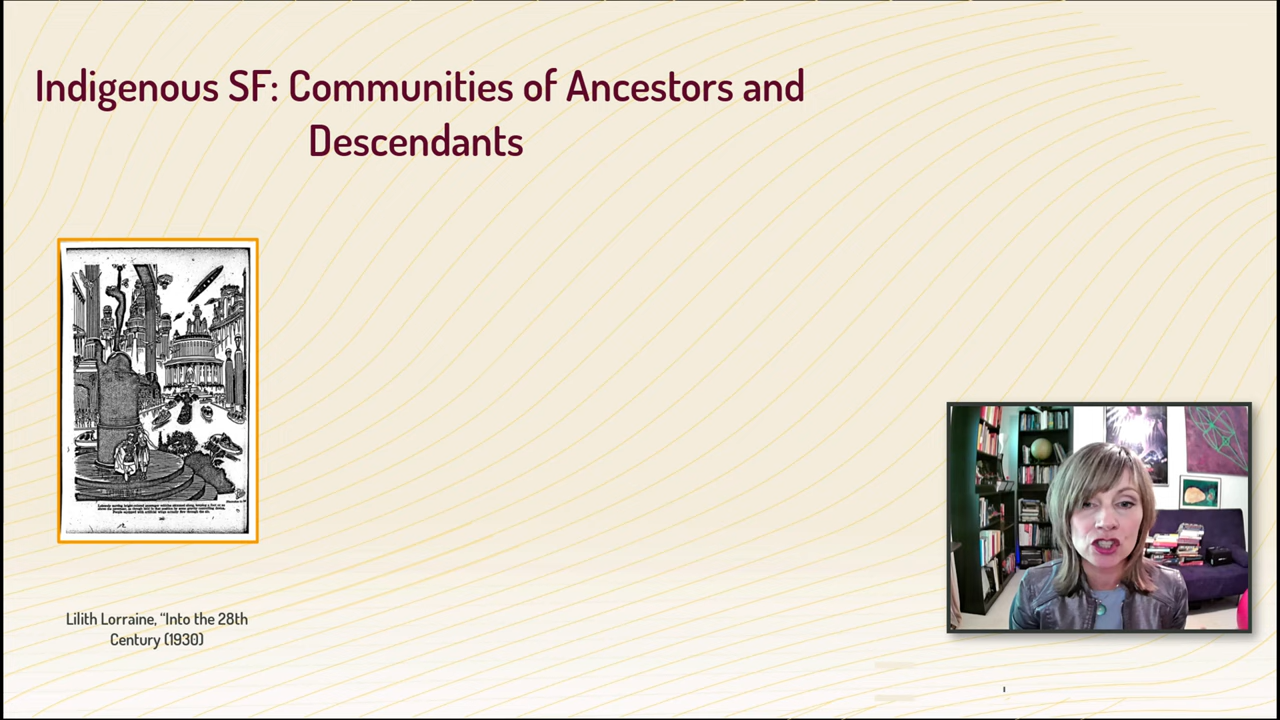 Indigenous SF: Communities of Ancestors and
Descendants
Lilith Lorraine, “Into the 28th
Century (1930)